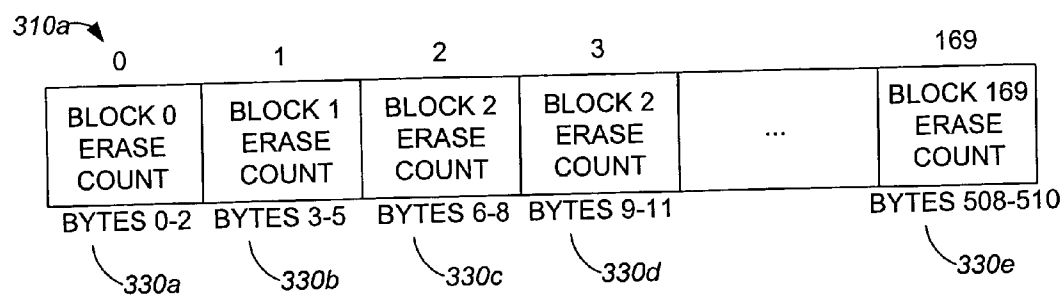 310a
0 1 2 3 169
BLOCK 0 ERASE COUNT
BLOCK 1 ERASE COUNT
BLOCK 2 ERASE COUNT
BLOCK 2 ERASE COUNT
...
BLOCK 169 ERASE COUNT
BYTES 0-2 BYTES 3-5 BYTES 6-8 BYTES 9-11 BYTES 508-510
330a 330b 330c 330d 330e